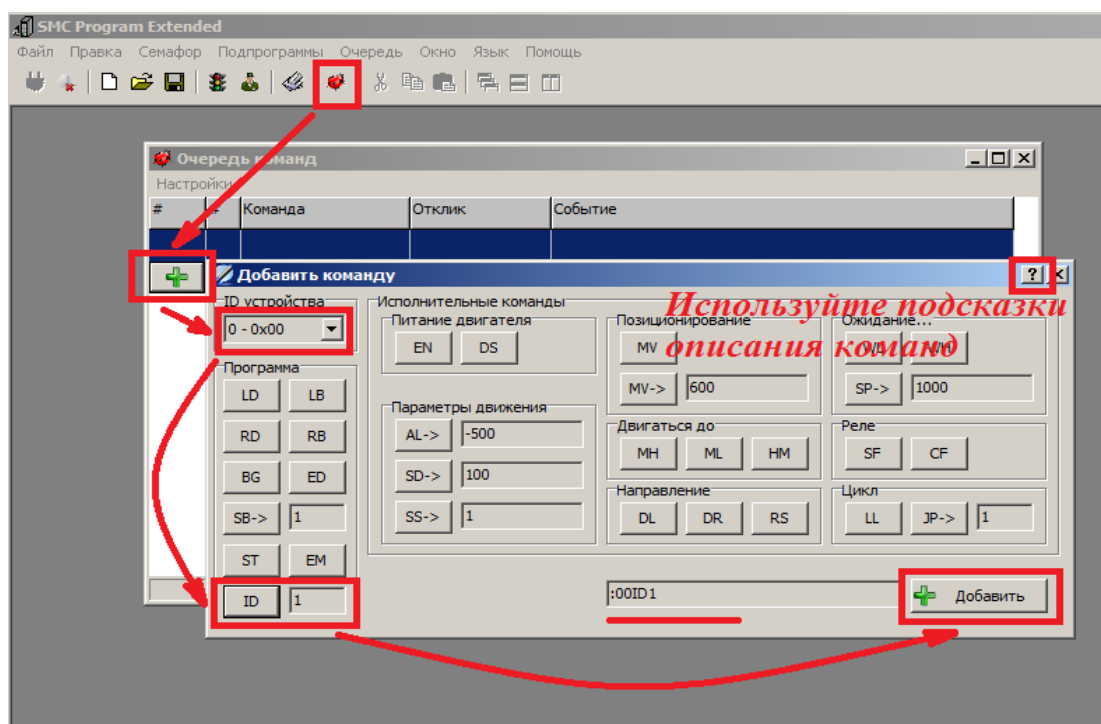 SMC Program Extended
Файл Правка Семафор Подпрограммы Очередь Окно Язык Помощь
Очередь команд
Настройки
# + Команда Отклик Событие
Добавить команду
?
ID устройства
0 - 0x00
Программа
LD LB
RD RB
BG ED
SB-> 1
ST EM
ID 1
Исполнительные команды
Питание двигателя
EN DS
Параметры движения
AL-> -500
SD-> 100
SS-> 1
Позиционирование
MV
MV-> 600
Двигаться до
MH ML HM
Направление
DL DR RS
Ожидание...
WL WH
SP-> 1000
Реле
SF CF
Цикл
LL JP-> 1
Используйте подсказки
описания команд
:00ID1
Добавить